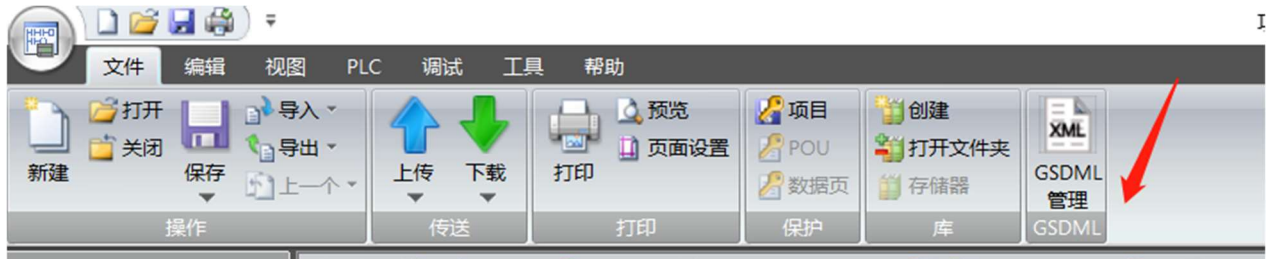 文件 编辑 视图 PLC 调试 工具 帮助
新建
打开
关闭
保存
导入
导出
上一个
操作
上传
下载
传送
打印
预览
页面设置
打印
项目
POU
数据页
保护
创建
打开文件夹
存储器
库
XML
GSDML
管理
GSDML